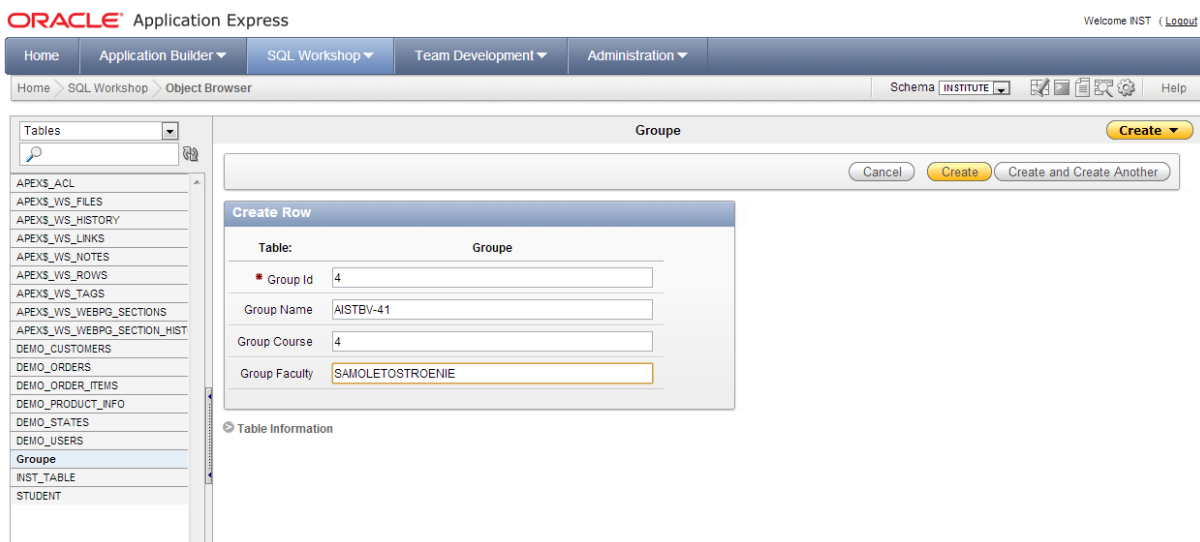 ORACLE Application Express
Welcome INST ( Logout
Home Application Builder SQL Workshop Team Development Administration
Home SQL Workshop Object Browser
Schema INSTITUTE Help
Tables
Groupe
Create
Cancel Create Create and Create Another
APEX$_ACL
APEX$_WS_FILES
APEX$_WS_HISTORY
APEX$_WS_LINKS
APEX$_WS_NOTES
APEX$_WS_ROWS
APEX$_WS_TAGS
APEX$_WS_WEBPG_SECTIONS
APEX$_WS_WEBPG_SECTION_HIST
DEMO_CUSTOMERS
DEMO_ORDERS
DEMO_ORDER_ITEMS
DEMO_PRODUCT_INFO
DEMO_STATES
DEMO_USERS
Groupe
INST_TABLE
STUDENT
Create Row
Table: Groupe
* Group Id 4
Group Name AISTBV-41
Group Course 4
Group Faculty SAMOLETOSTROENIE
Table Information